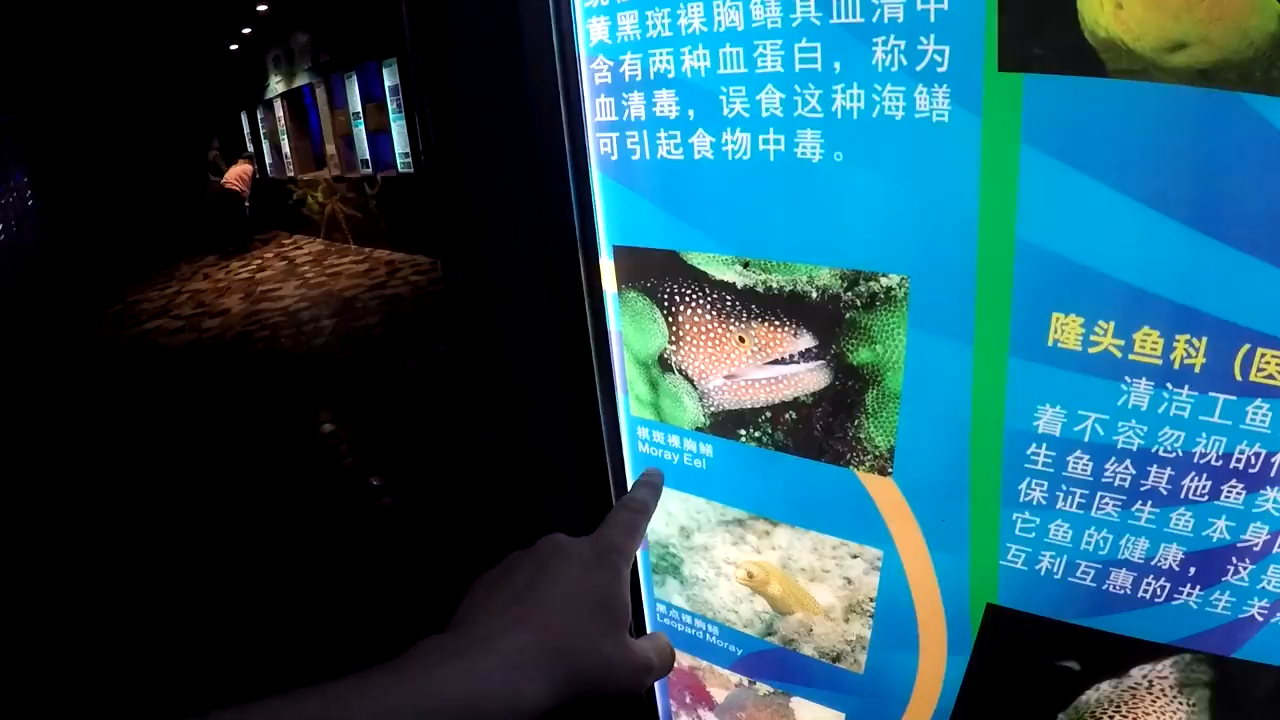 黄黑斑裸胸鳝其血清中
含有两种血蛋白，称为
血清毒，误食这种海鳝
可引起食物中毒。
祺斑裸胸鳝
Moray Eel
黑点裸胸鳝
Leopard Moray
隆头鱼科（医
清洁工鱼
着不容忽视的
生鱼给其他鱼类
保证医生鱼本身
它鱼的健康，这是
互利互惠的共生关